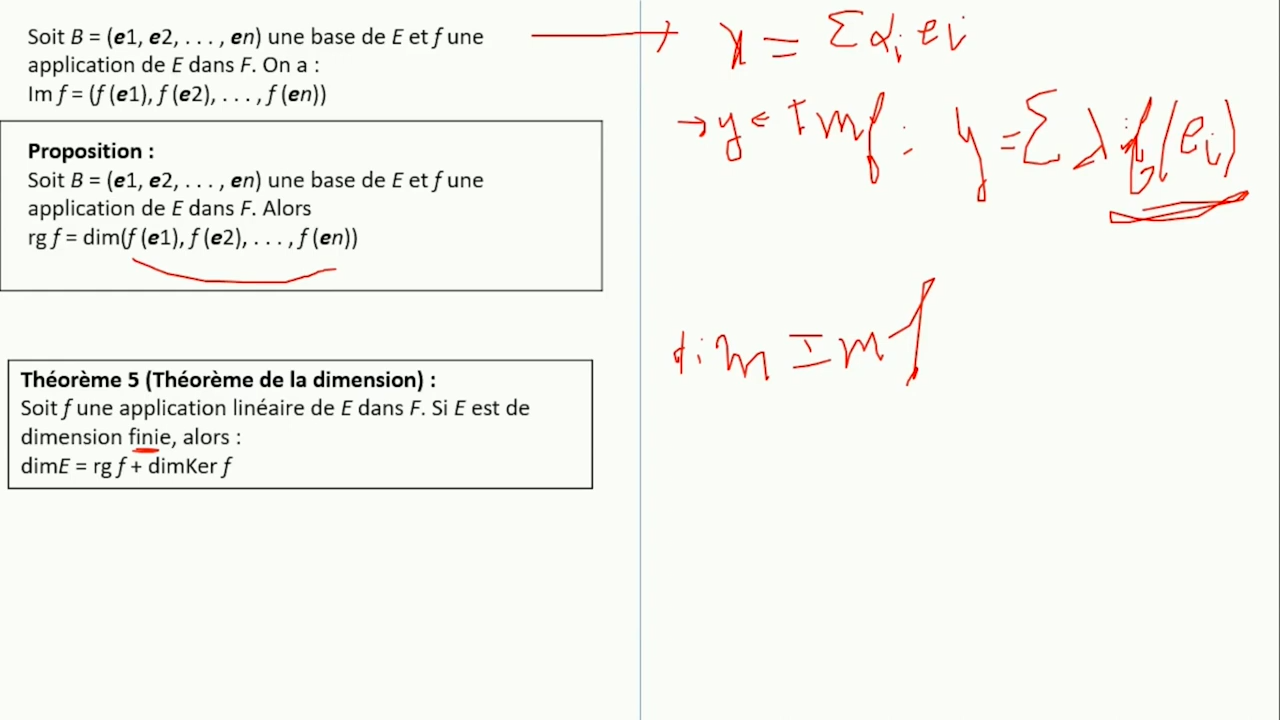 Soit B = (e1, e2, . . . , en) une base de E et f une
application de E dans F. On a :
Im f = (f (e1), f (e2), . . . , f (en))
Proposition :
Soit B = (e1, e2, . . . , en) une base de E et f une
application de E dans F. Alors
rg f = dim(f (e1), f (e2), . . . , f (en))
Théorème 5 (Théorème de la dimension) :
Soit f une application linéaire de E dans F. Si E est de
dimension finie, alors :
dimE = rg f + dimKer f
→ x = Σ αi ei
→ y ∈ Im f : y = Σ λi f(ei)
dim Im f